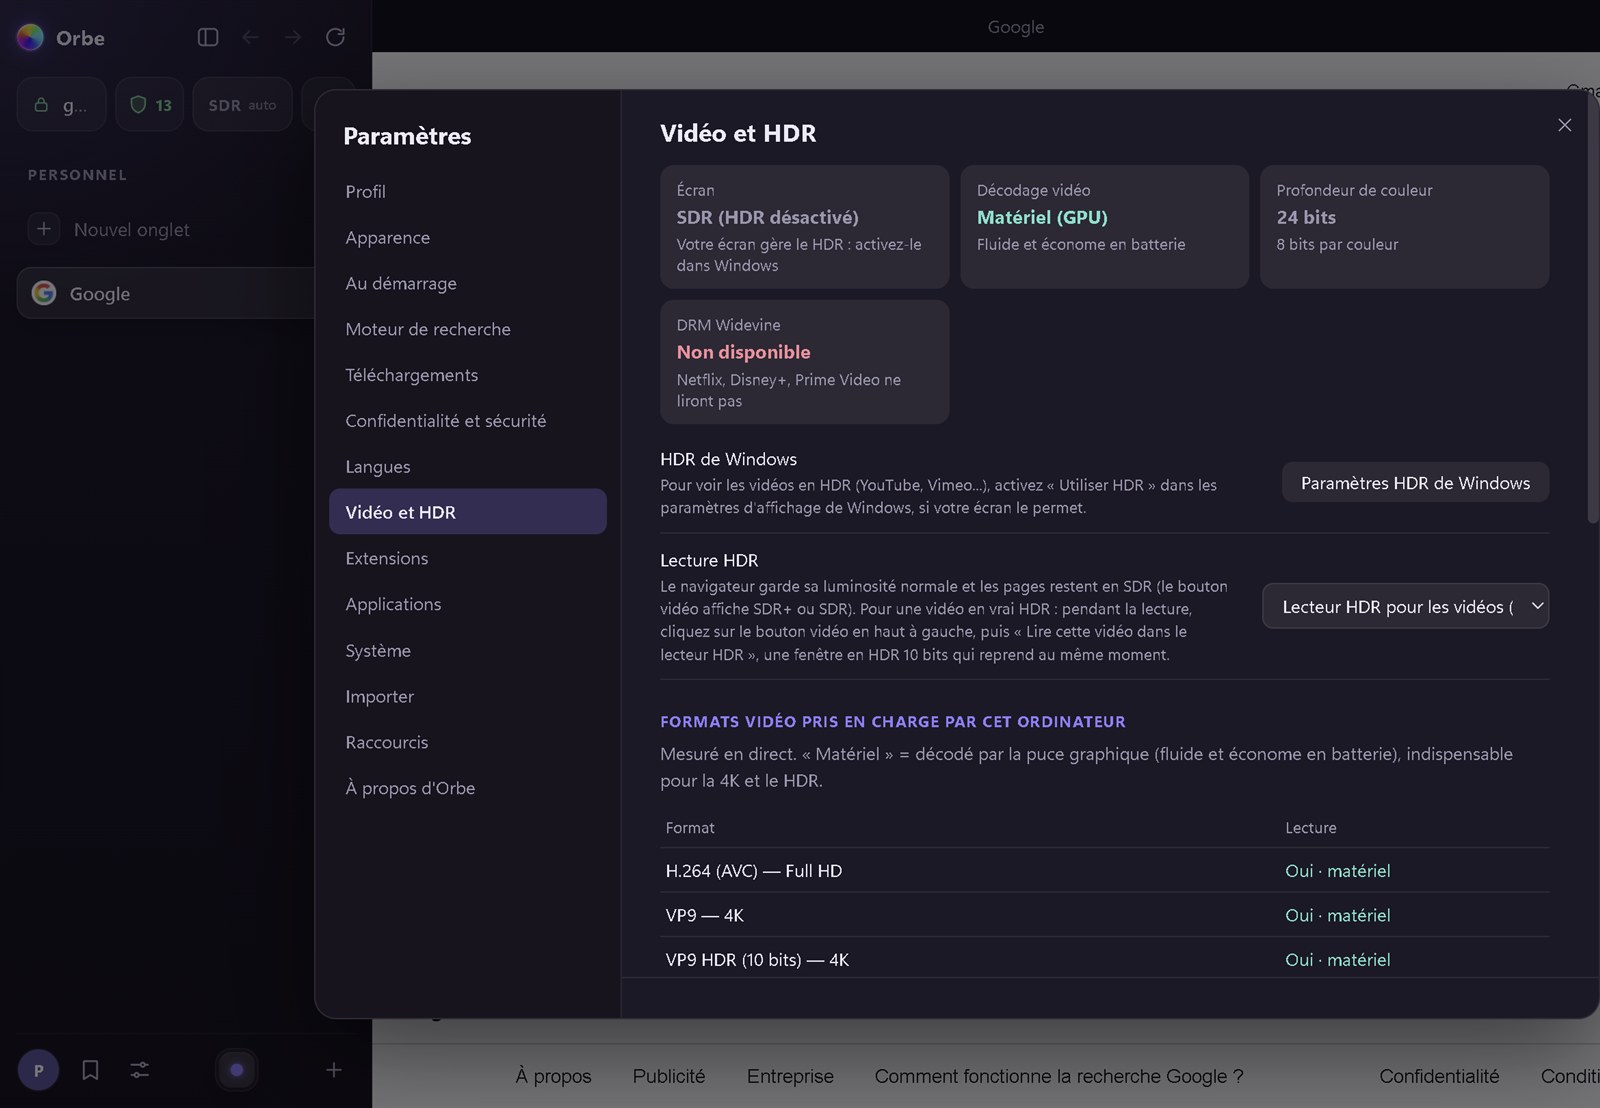 Orbe
Google
g...
13
SDR auto
PERSONNEL
Nouvel onglet
Google
P
Paramètres
Profil
Apparence
Au démarrage
Moteur de recherche
Téléchargements
Confidentialité et sécurité
Langues
Vidéo et HDR
Extensions
Applications
Système
Importer
Raccourcis
À propos d'Orbe
Vidéo et HDR
Écran
SDR (HDR désactivé)
Votre écran gère le HDR : activez-le
dans Windows
Décodage vidéo
Matériel (GPU)
Fluide et économe en batterie
Profondeur de couleur
24 bits
8 bits par couleur
DRM Widevine
Non disponible
Netflix, Disney+, Prime Video ne
liront pas
HDR de Windows
Pour voir les vidéos en HDR (YouTube, Vimeo...), activez « Utiliser HDR » dans les
paramètres d'affichage de Windows, si votre écran le permet.
Paramètres HDR de Windows
Lecture HDR
Le navigateur garde sa luminosité normale et les pages restent en SDR (le bouton
vidéo affiche SDR+ ou SDR). Pour une vidéo en vrai HDR : pendant la lecture,
cliquez sur le bouton vidéo en haut à gauche, puis « Lire cette vidéo dans le
lecteur HDR », une fenêtre en HDR 10 bits qui reprend au même moment.
Lecteur HDR pour les vidéos (
FORMATS VIDÉO PRIS EN CHARGE PAR CET ORDINATEUR
Mesuré en direct. « Matériel » = décodé par la puce graphique (fluide et économe en batterie), indispensable
pour la 4K et le HDR.
Format Lecture
H.264 (AVC) — Full HD Oui · matériel
VP9 — 4K Oui · matériel
VP9 HDR (10 bits) — 4K Oui · matériel
À propos Publicité Entreprise Comment fonctionne la recherche Google ? Confidentialité Conditi